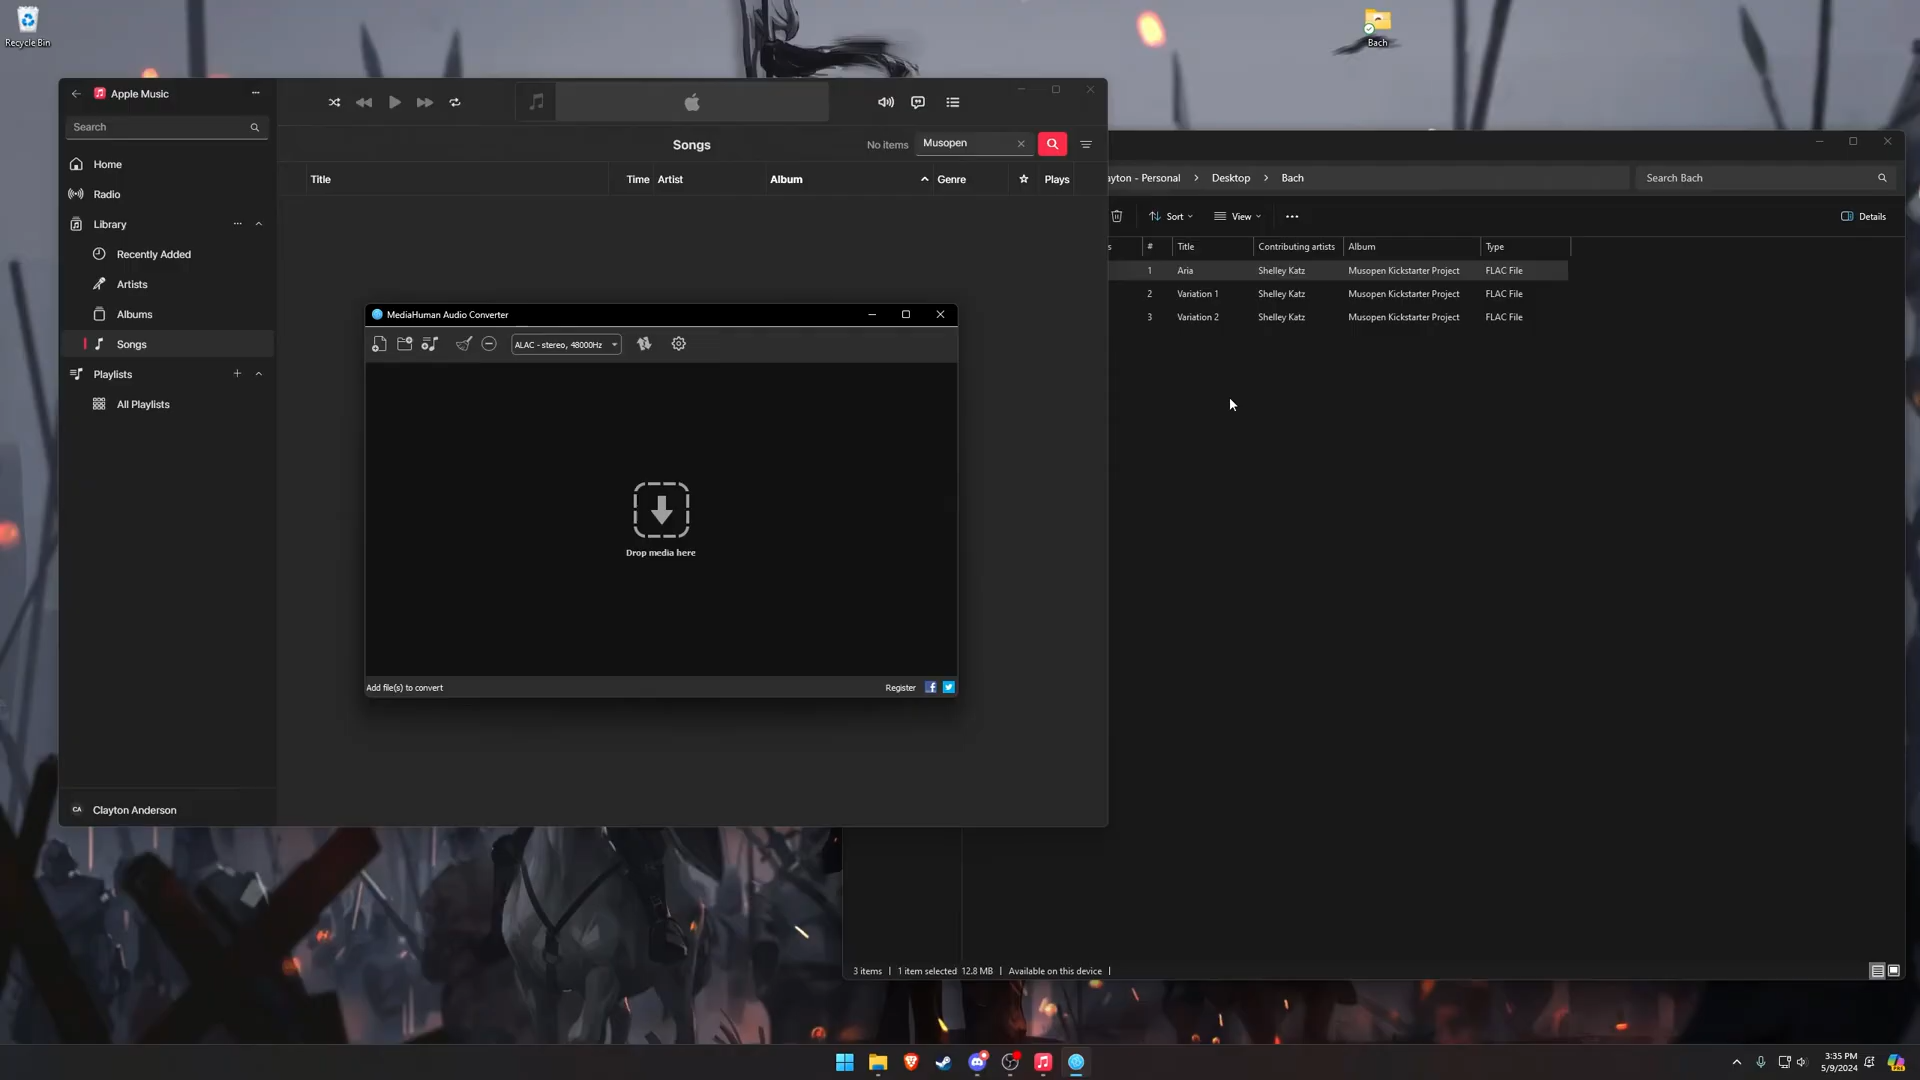 Recycle Bin
Bach
Apple Music
Search
Home
Radio
Library
Recently Added
Artists
Albums
Songs
Playlists
All Playlists
CA Clayton Anderson
Songs
No items
Musopen
Title Time Artist Album Genre Plays
MediaHuman Audio Converter
ALAC - stereo, 48000Hz
Drop media here
Add file(s) to convert
Register
ayton - Personal > Desktop > Bach
Search Bach
Sort
View
Details
s # Title Contributing artists Album Type
1 Aria Shelley Katz Musopen Kickstarter Project FLAC File
2 Variation 1 Shelley Katz Musopen Kickstarter Project FLAC File
3 Variation 2 Shelley Katz Musopen Kickstarter Project FLAC File
3 items | 1 item selected 12.8 MB | Available on this device |
3:35 PM
5/9/2024